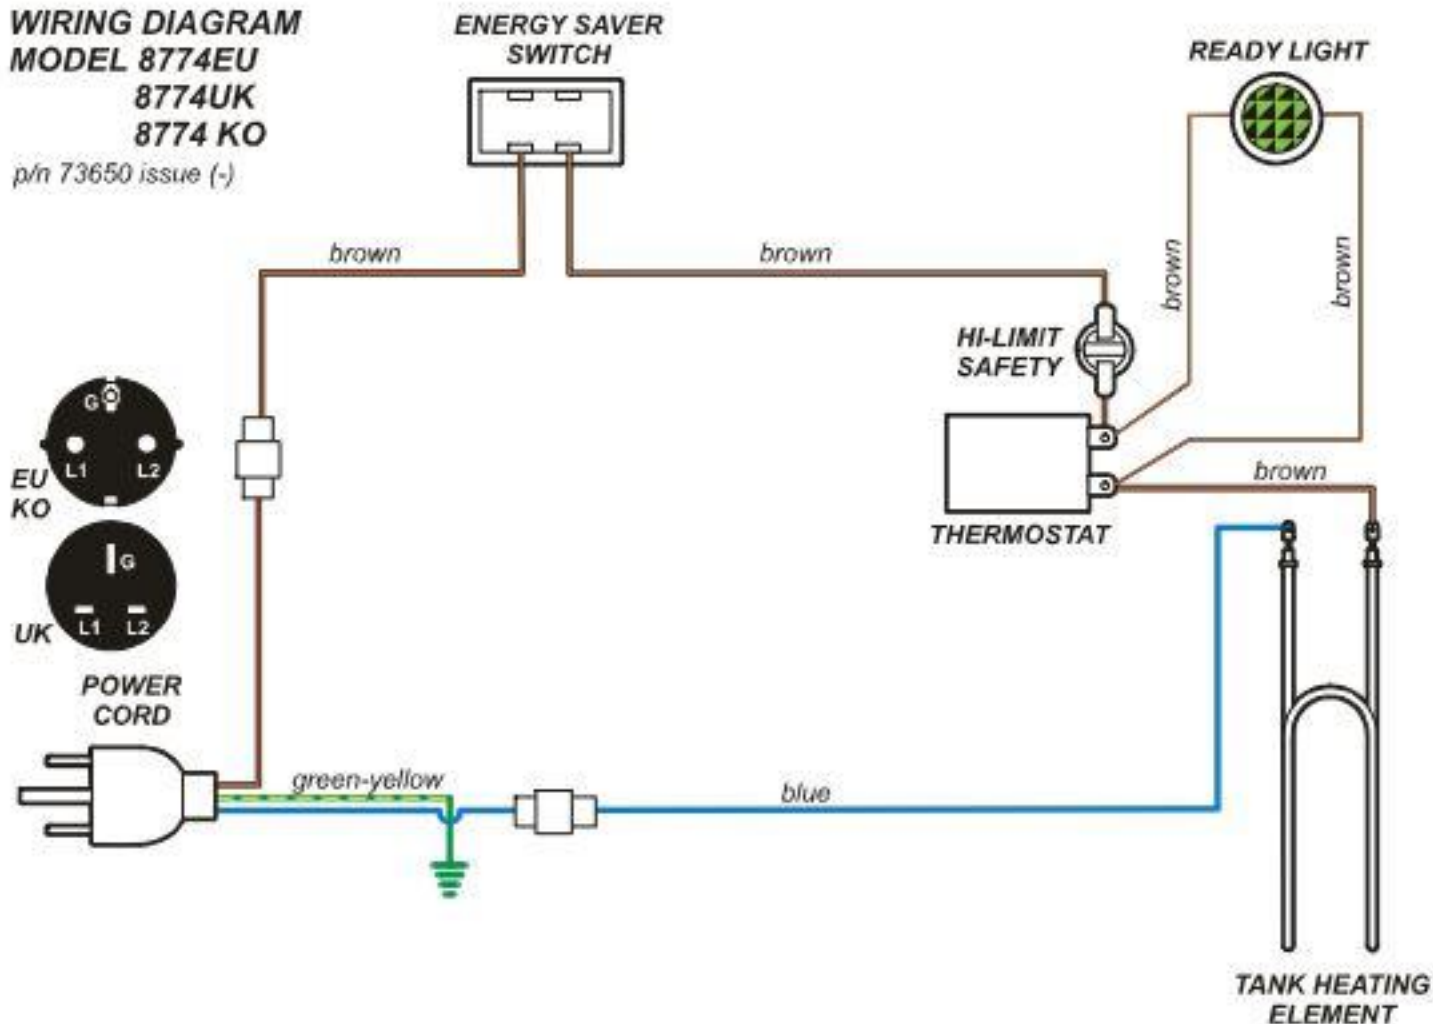 WIRING DIAGRAM
MODEL 8774EU
8774UK
8774 KO
p/n 73650 issue (-)
ENERGY SAVER
SWITCH
READY LIGHT
brown
brown
brown
brown
HI-LIMIT
SAFETY
G
L1 L2
EU
KO
brown
THERMOSTAT
G
L1 L2
UK
POWER
CORD
green-yellow
blue
TANK HEATING
ELEMENT